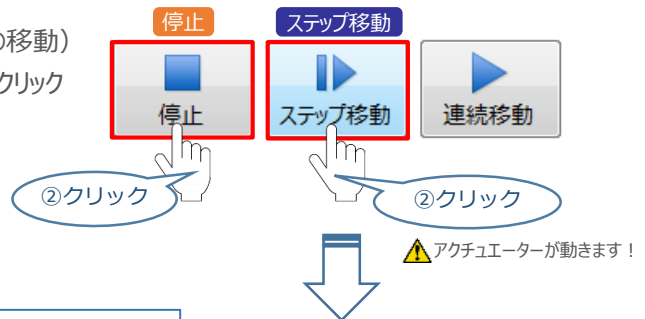 停止
ステップ移動
の移動）
クリック
停止
ステップ移動
連続移動
②クリック
②クリック
アクチュエーターが動きます！